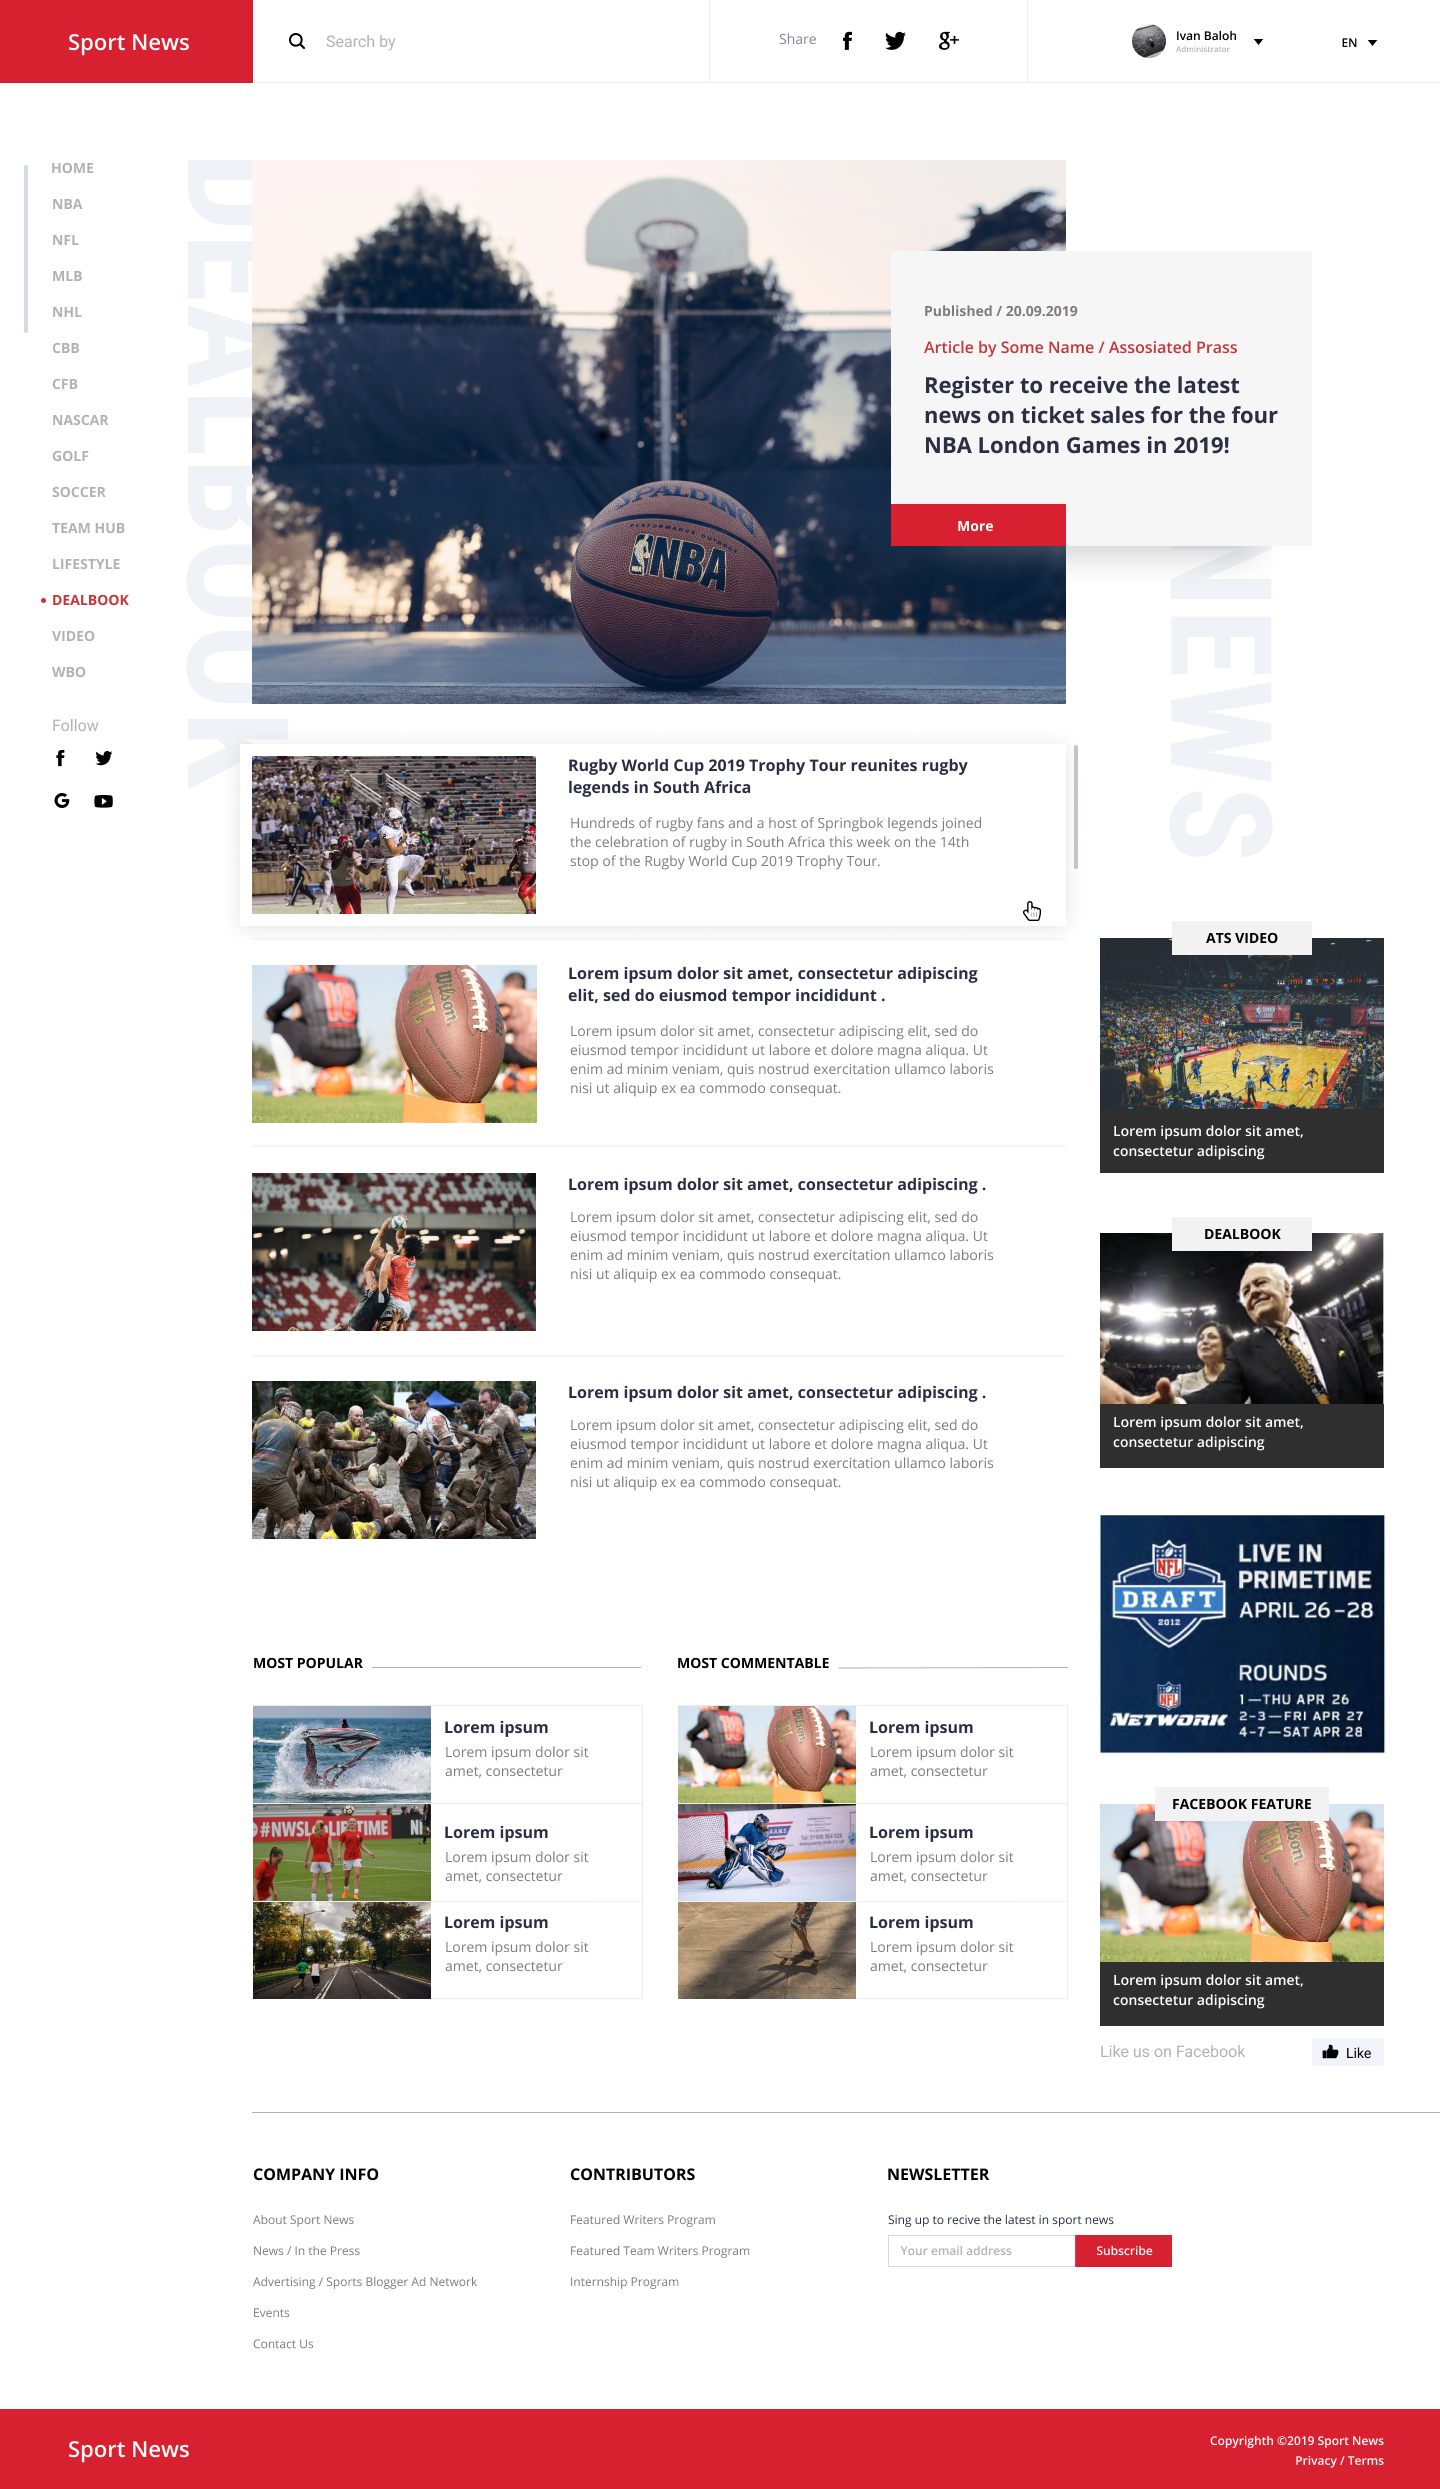 Sport News
Search by
Share
Ivan Baloh
Administrator
EN
HOME
NBA
NFL
MLB
NHL
CBB
CFB
NASCAR
GOLF
SOCCER
TEAM HUB
LIFESTYLE
DEALBOOK
VIDEO
WBO
Follow
DEALBOOK
SPALDING
PERFORMANCE OUTDOOR
NBA
Published / 20.09.2019
Article by Some Name / Assosiated Prass
Register to receive the latest
news on ticket sales for the four
NBA London Games in 2019!
More
NEWS
Rugby World Cup 2019 Trophy Tour reunites rugby
legends in South Africa
Hundreds of rugby fans and a host of Springbok legends joined
the celebration of rugby in South Africa this week on the 14th
stop of the Rugby World Cup 2019 Trophy Tour.
Wilson
NFL
Lorem ipsum dolor sit amet, consectetur adipiscing
elit, sed do eiusmod tempor incididunt .
Lorem ipsum dolor sit amet, consectetur adipiscing elit, sed do
eiusmod tempor incididunt ut labore et dolore magna aliqua. Ut
enim ad minim veniam, quis nostrud exercitation ullamco laboris
nisi ut aliquip ex ea commodo consequat.
Lorem ipsum dolor sit amet, consectetur adipiscing .
Lorem ipsum dolor sit amet, consectetur adipiscing elit, sed do
eiusmod tempor incididunt ut labore et dolore magna aliqua. Ut
enim ad minim veniam, quis nostrud exercitation ullamco laboris
nisi ut aliquip ex ea commodo consequat.
Lorem ipsum dolor sit amet, consectetur adipiscing .
Lorem ipsum dolor sit amet, consectetur adipiscing elit, sed do
eiusmod tempor incididunt ut labore et dolore magna aliqua. Ut
enim ad minim veniam, quis nostrud exercitation ullamco laboris
nisi ut aliquip ex ea commodo consequat.
ATS VIDEO
Lorem ipsum dolor sit amet,
consectetur adipiscing
DEALBOOK
Lorem ipsum dolor sit amet,
consectetur adipiscing
NFL
DRAFT
2012
LIVE IN
PRIMETIME
APRIL 26-28
NFL
NETWORK
ROUNDS
1—THU APR 26
2-3—FRI APR 27
4-7—SAT APR 28
FACEBOOK FEATURE
Wilson
NFL
Lorem ipsum dolor sit amet,
consectetur adipiscing
Like us on Facebook
Like
MOST POPULAR
Lorem ipsum
Lorem ipsum dolor sit
amet, consectetur
#NWSL
Lorem ipsum
Lorem ipsum dolor sit
amet, consectetur
Lorem ipsum
Lorem ipsum dolor sit
amet, consectetur
MOST COMMENTABLE
Wilson
NFL
Lorem ipsum
Lorem ipsum dolor sit
amet, consectetur
Lorem ipsum
Lorem ipsum dolor sit
amet, consectetur
Lorem ipsum
Lorem ipsum dolor sit
amet, consectetur
COMPANY INFO
About Sport News
News / In the Press
Advertising / Sports Blogger Ad Network
Events
Contact Us
CONTRIBUTORS
Featured Writers Program
Featured Team Writers Program
Internship Program
NEWSLETTER
Sing up to recive the latest in sport news
Your email address
Subscribe
Sport News
Copyrighth ©2019 Sport News
Privacy / Terms